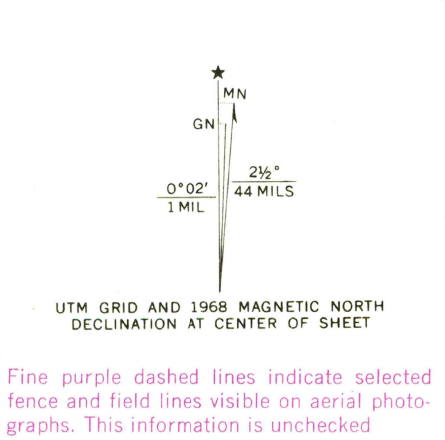 ★
MN
GN
0°02′
1 MIL
2½°
44 MILS
UTM GRID AND 1968 MAGNETIC NORTH
DECLINATION AT CENTER OF SHEET
Fine purple dashed lines indicate selected
fence and field lines visible on aerial photo-
graphs. This information is unchecked